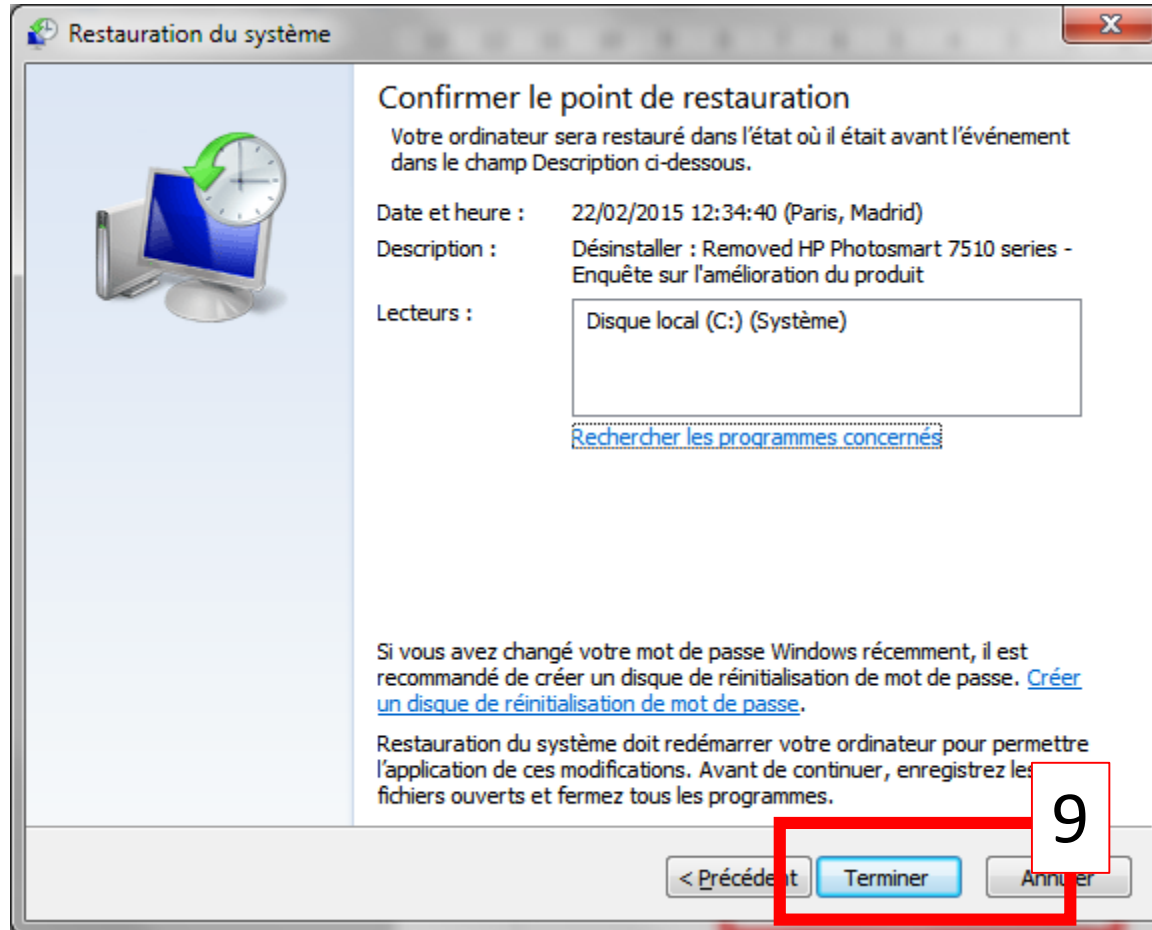 Restauration du système
Confirmer le point de restauration
Votre ordinateur sera restauré dans l’état où il était avant l’événement
dans le champ Description ci-dessous.
Date et heure : 22/02/2015 12:34:40 (Paris, Madrid)
Description : Désinstaller : Removed HP Photosmart 7510 series -
Enquête sur l'amélioration du produit
Lecteurs : Disque local (C:) (Système)
Rechercher les programmes concernés
Si vous avez changé votre mot de passe Windows récemment, il est
recommandé de créer un disque de réinitialisation de mot de passe. Créer
un disque de réinitialisation de mot de passe.
Restauration du système doit redémarrer votre ordinateur pour permettre
l’application de ces modifications. Avant de continuer, enregistrez les
fichiers ouverts et fermez tous les programmes.
9
< Précédent Terminer Annuler